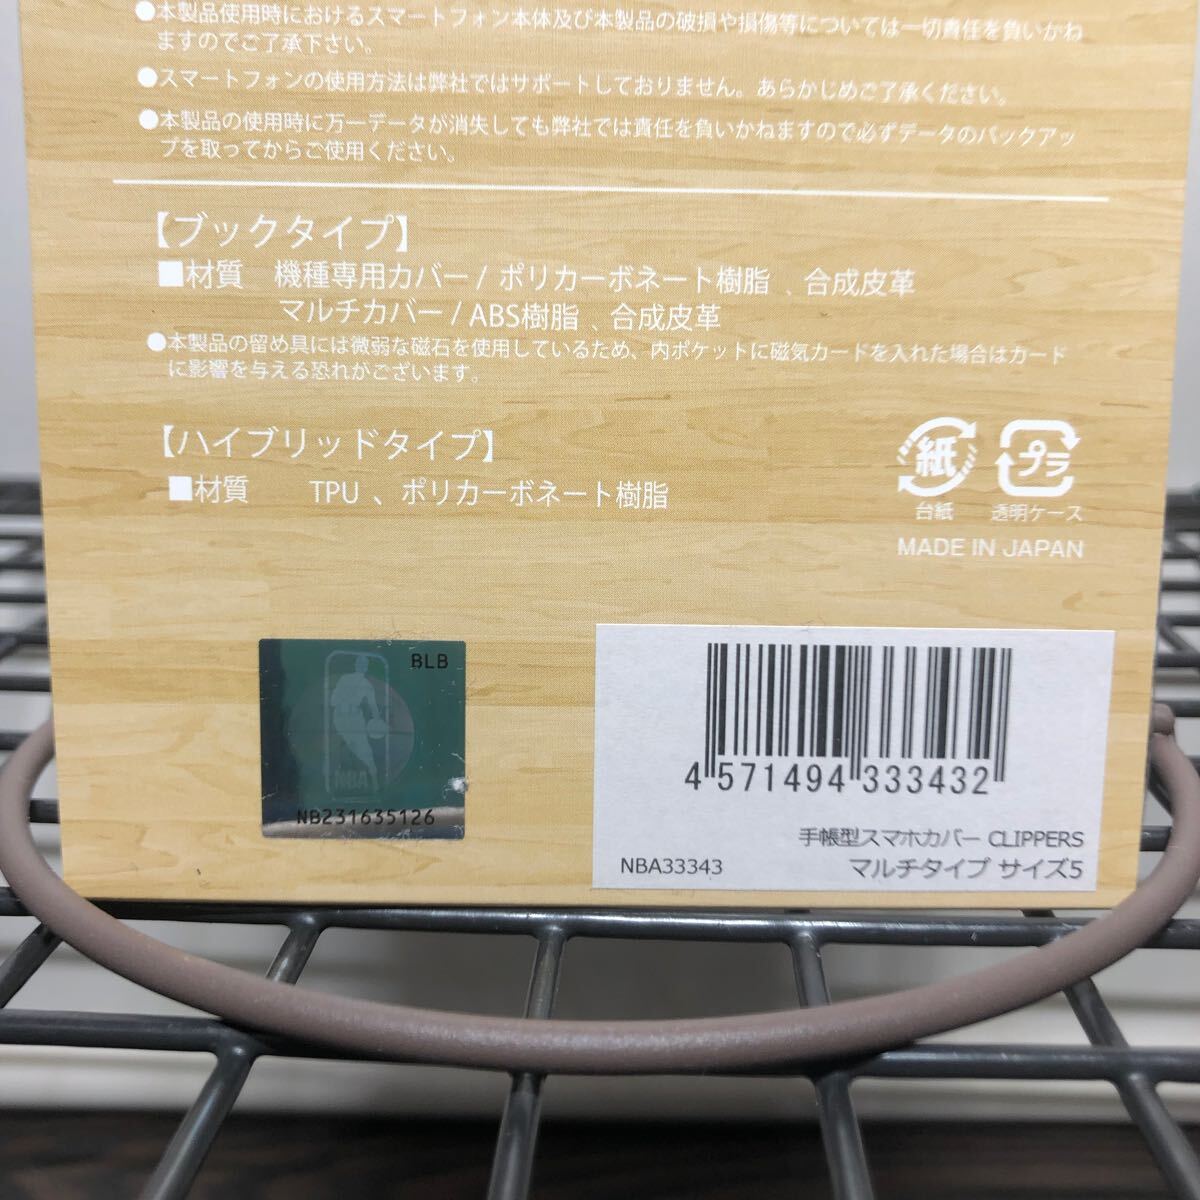 ●本製品使用時におけるスマートフォン本体及び本製品の破損や損傷等については一切責任を負いかね
ますのでご了承下さい。
●スマートフォンの使用方法は弊社ではサポートしておりません。あらかじめご了承ください。
●本製品の使用時に万一データが消失しても弊社では責任を負いかねますので必ずデータのバックアッ
プを取ってからご使用ください。
【ブックタイプ】
■材質　機種専用カバー / ポリカーボネート樹脂 、合成皮革
マルチカバー / ABS樹脂 、合成皮革
●本製品の留め具には微弱な磁石を使用しているため、内ポケットに磁気カードを入れた場合はカード
に影響を与える恐れがございます。
【ハイブリッドタイプ】
■材質　TPU 、ポリカーボネート樹脂
紙 プラ
台紙 透明ケース
MADE IN JAPAN
BLB
NBA
NB231635126
4 571494 333432
手帳型スマホカバー CLIPPERS
NBA33343 マルチタイプ サイズ5